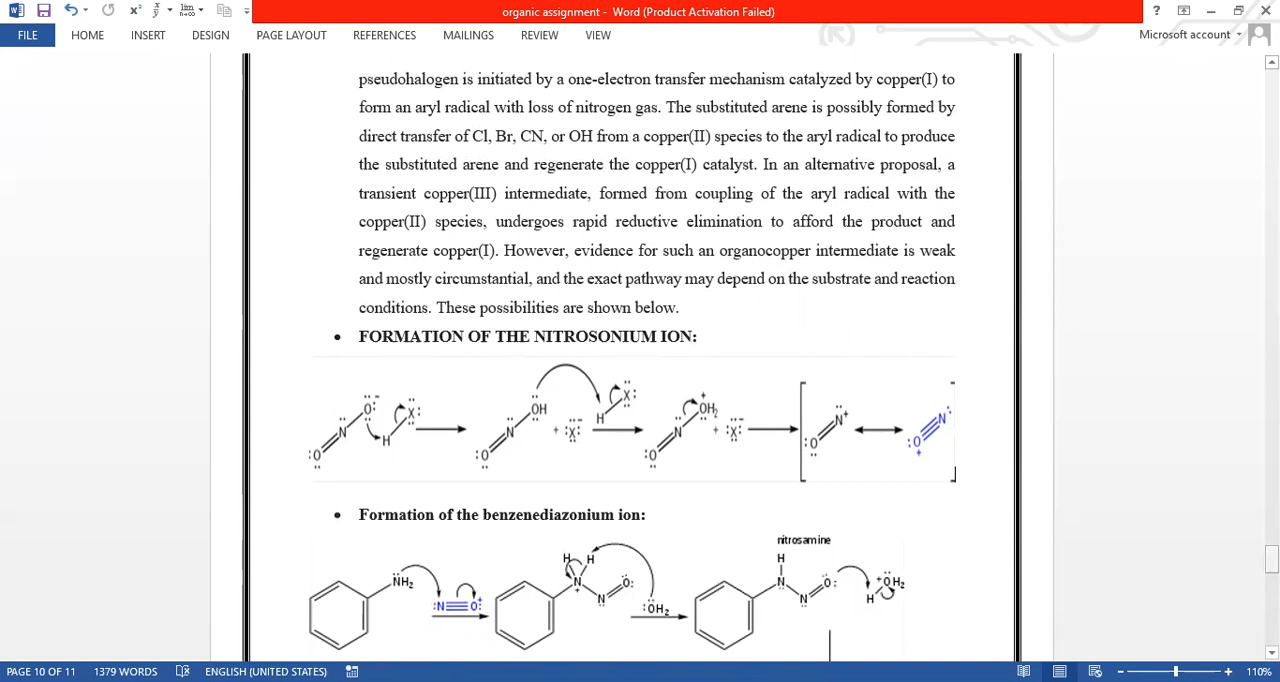 organic assignment - Word (Product Activation Failed)
FILE HOME INSERT DESIGN PAGE LAYOUT REFERENCES MAILINGS REVIEW VIEW Microsoft account
pseudohalogen is initiated by a one-electron transfer mechanism catalyzed by copper(I) to
form an aryl radical with loss of nitrogen gas. The substituted arene is possibly formed by
direct transfer of Cl, Br, CN, or OH from a copper(II) species to the aryl radical to produce
the substituted arene and regenerate the copper(I) catalyst. In an alternative proposal, a
transient copper(III) intermediate, formed from coupling of the aryl radical with the
copper(II) species, undergoes rapid reductive elimination to afford the product and
regenerate copper(I). However, evidence for such an organocopper intermediate is weak
and mostly circumstantial, and the exact pathway may depend on the substrate and reaction
conditions. These possibilities are shown below.
• FORMATION OF THE NITROSONIUM ION:
:O N O: H X: :O N OH + :X: H X: :O N OH₂ + :X: :O N+ :O N:
• Formation of the benzenediazonium ion:
nitrosamine
NH₂ :N O: H H N N O: :OH₂ H N N O: H +OH₂
PAGE 10 OF 11 1379 WORDS ENGLISH (UNITED STATES) 110%